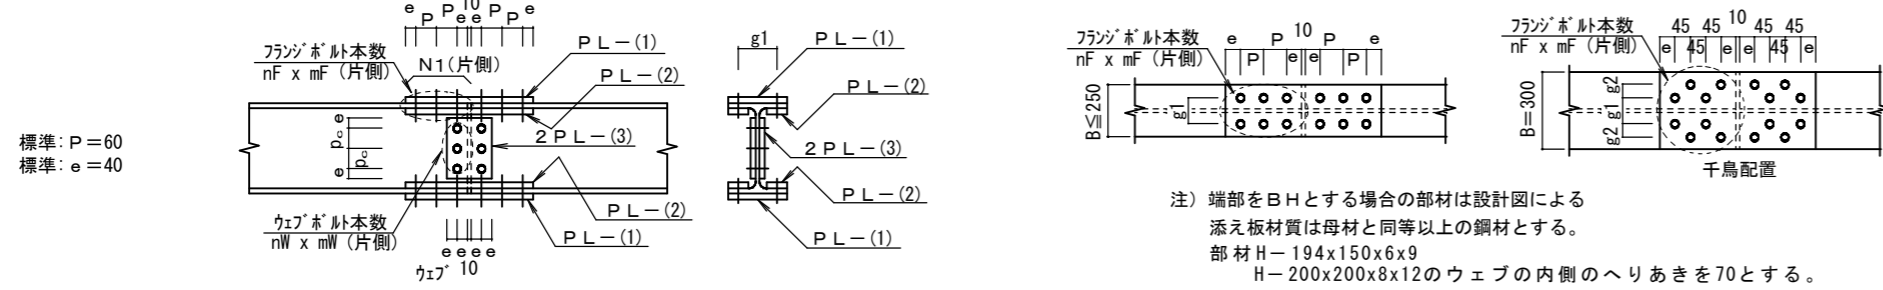 標準：Ｐ＝60
標準：ｅ＝40
e P P 10 P P e
e e
ﾌﾗﾝｼﾞﾎﾞﾙﾄ本数
nF x mF (片側)
N1(片側)
ＰＬ－(1)
ＰＬ－(2)
e
Pc
Pc
e
２ＰＬ－(3)
ＰＬ－(2)
ＰＬ－(1)
ｳｪﾌﾞﾎﾞﾙﾄ本数
nW x mW (片側)
e e e e
ｳｪﾌﾞ 10
g1
ＰＬ－(1)
ＰＬ－(2)
２ＰＬ－(3)
ＰＬ－(2)
ＰＬ－(1)
ﾌﾗﾝｼﾞﾎﾞﾙﾄ本数
nF x mF (片側)
e P 10 P e
P e e P
B≦250
g1
ﾌﾗﾝｼﾞﾎﾞﾙﾄ本数
nF x mF (片側)
45 45 10 45 45
e 45 e e 45 e
B＝300
g2
g1
g2
千鳥配置
注）端部をＢＨとする場合の部材は設計図による
添え板材質は母材と同等以上の鋼材とする。
部材Ｈ－194x150x6x9
Ｈ－200x200x8x12のウェブの内側のへりあきを70とする。